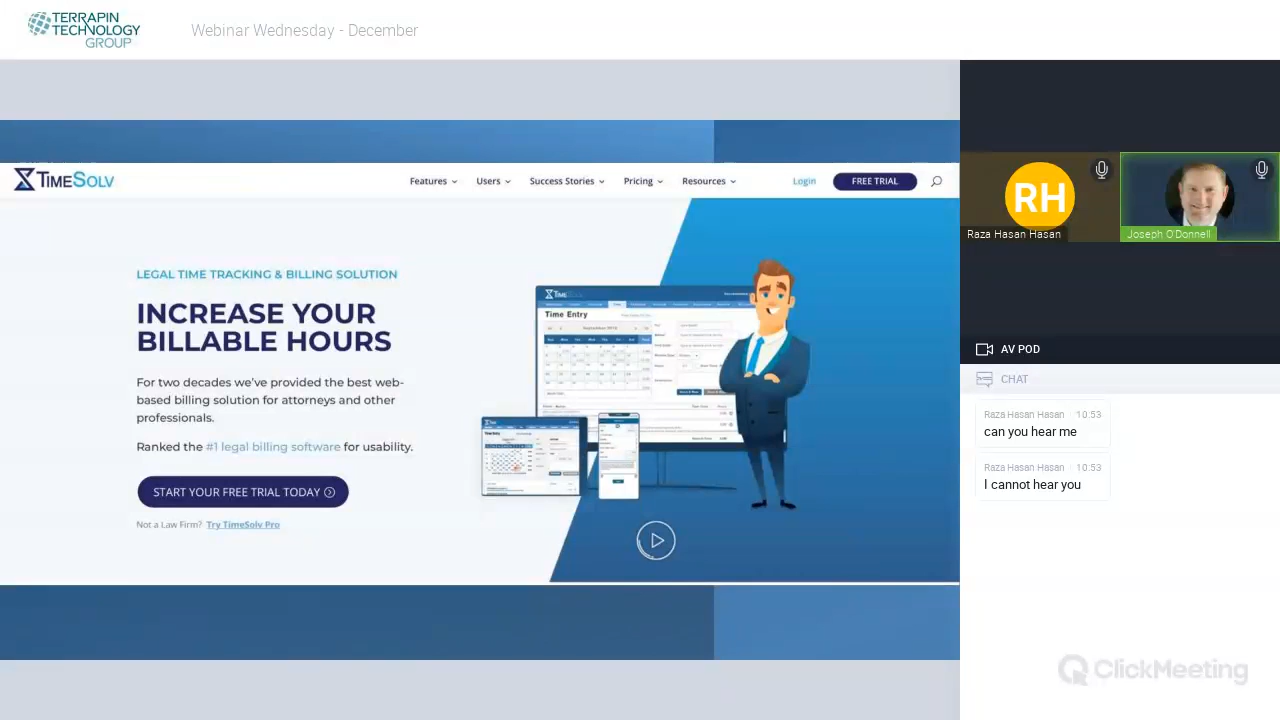 TERRAPIN
TECHNOLOGY
GROUP
Webinar Wednesday - December
TIMESOLV
Features
Users
Success Stories
Pricing
Resources
Login
FREE TRIAL
LEGAL TIME TRACKING & BILLING SOLUTION
INCREASE YOUR
BILLABLE HOURS
For two decades we've provided the best web-
based billing solution for attorneys and other
professionals.
Ranked the #1 legal billing software for usability.
START YOUR FREE TRIAL TODAY
Not a Law Firm? Try TimeSolv Pro
Time Entry
RH
Raza Hasan Hasan
Joseph O'Donnell
AV POD
CHAT
Raza Hasan Hasan 10:53
can you hear me
Raza Hasan Hasan 10:53
I cannot hear you
ClickMeeting